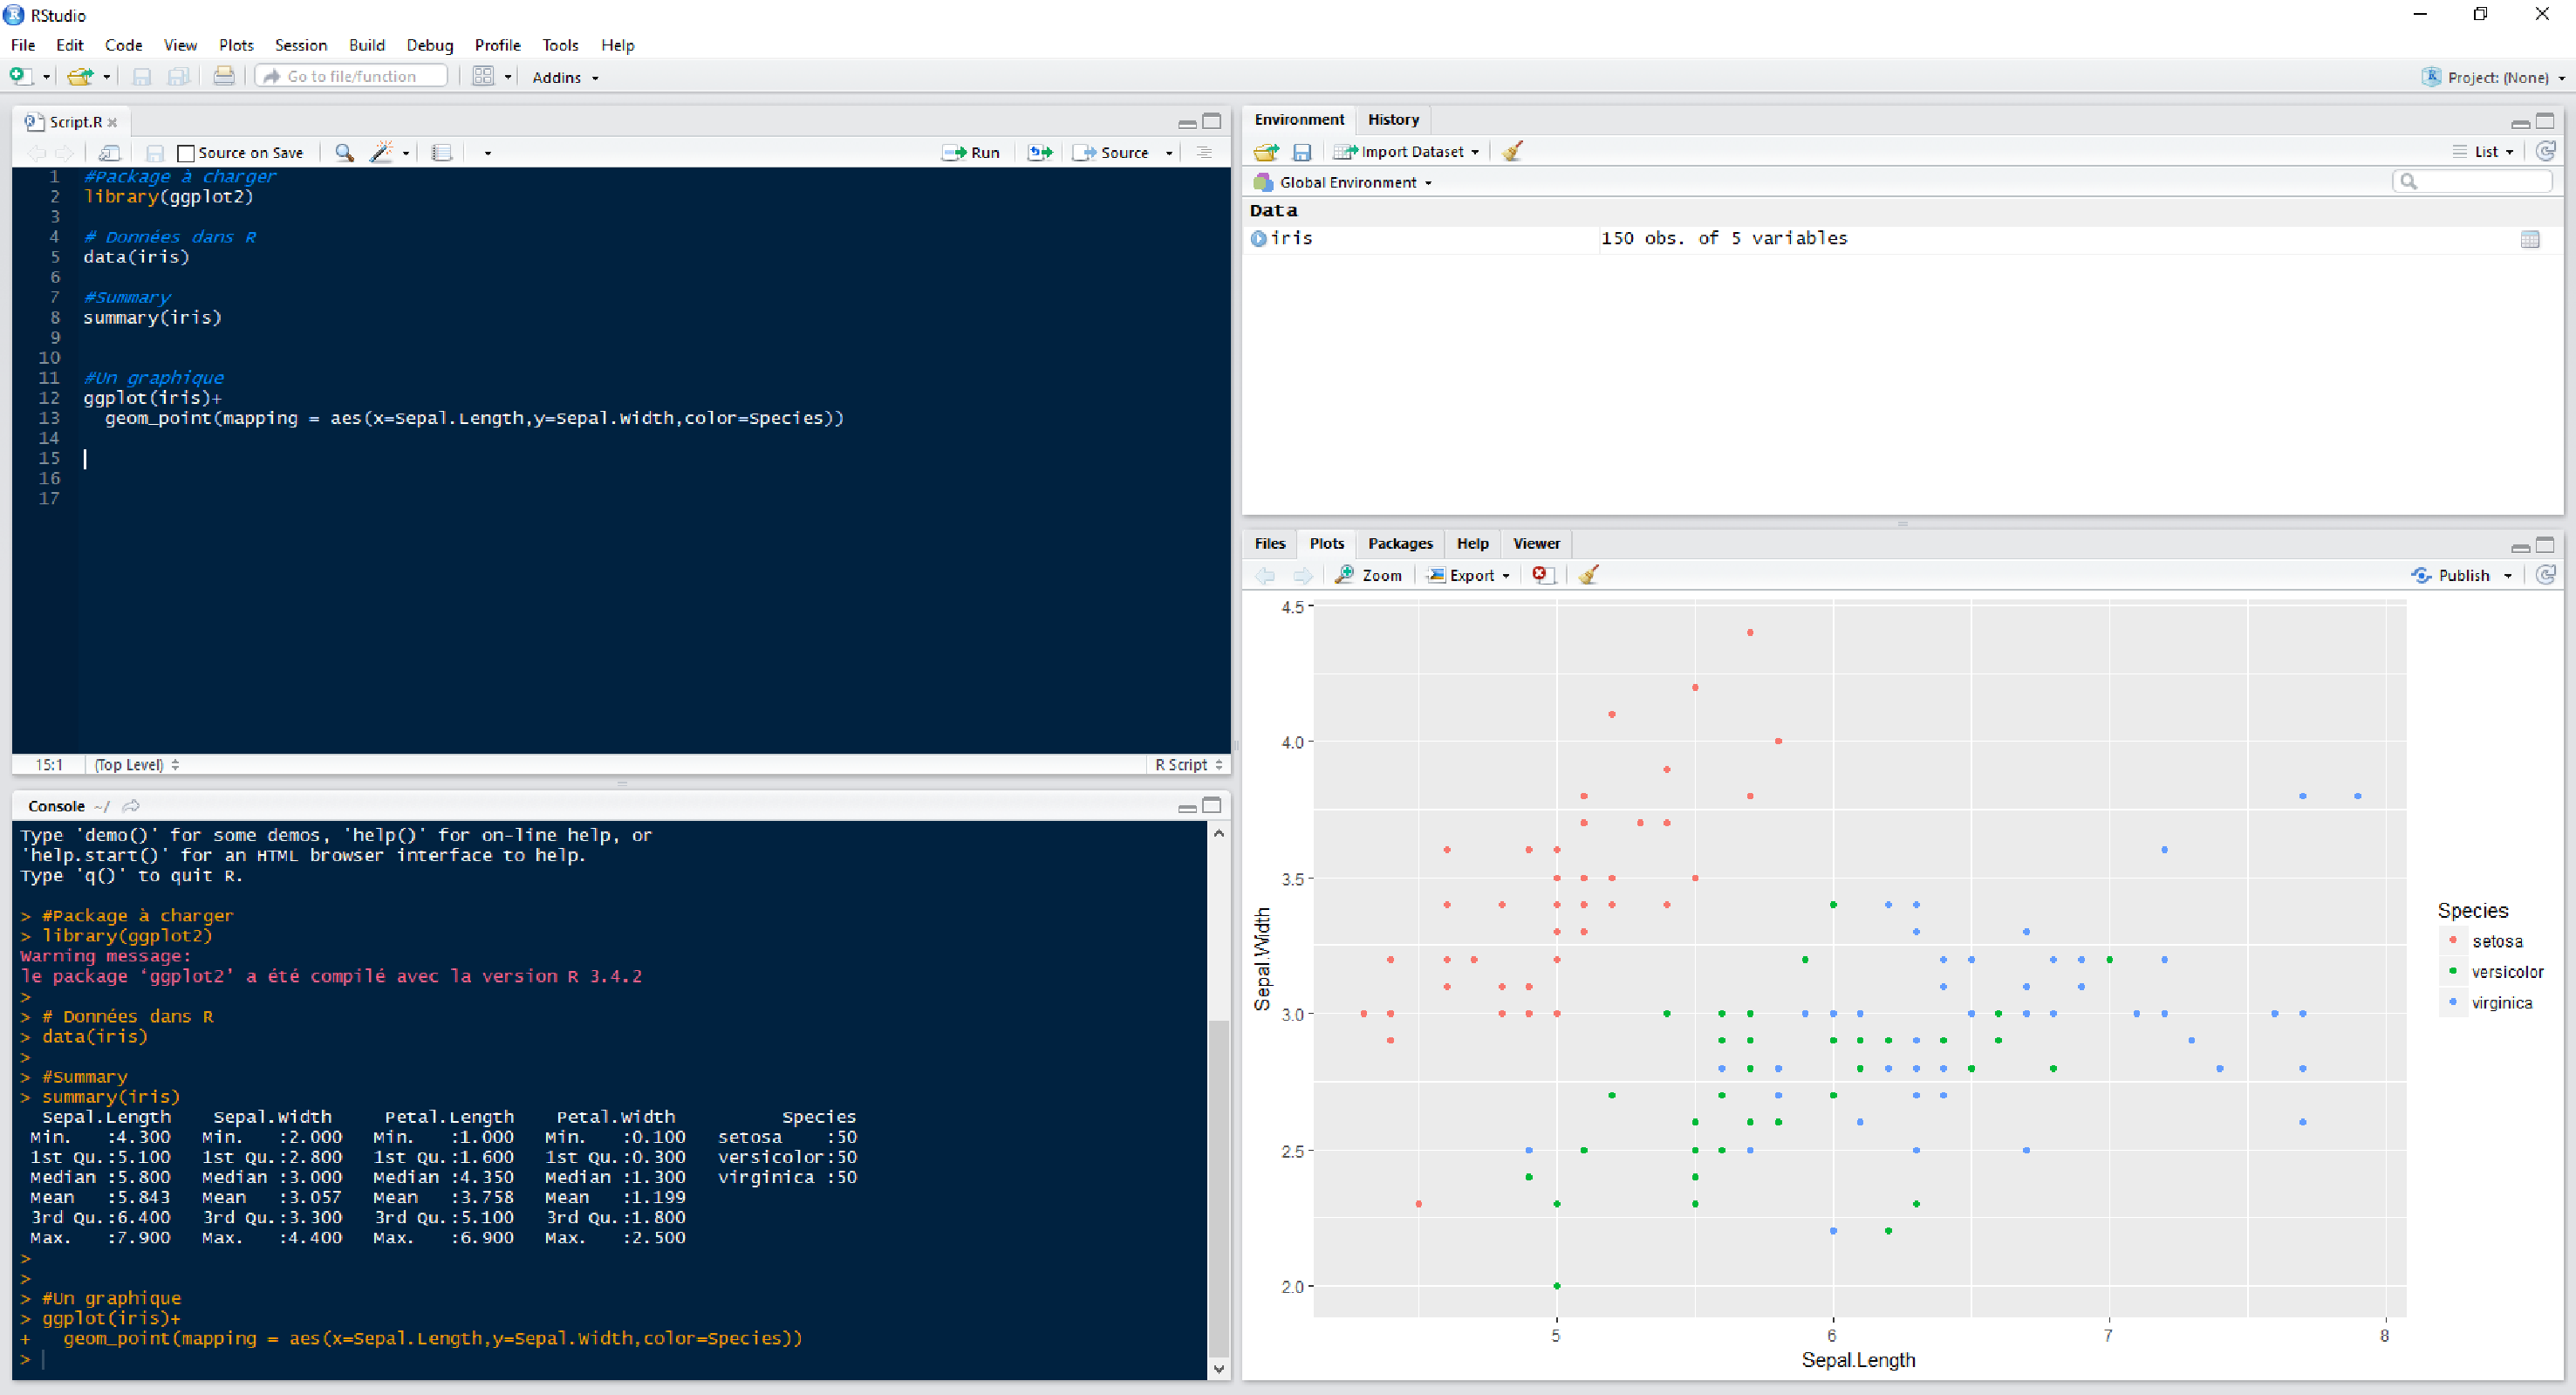 RStudio
File Edit Code View Plots Session Build Debug Profile Tools Help
Go to file/function Addins Project: (None)
Script.R
Source on Save Run Source
1 #Package à charger
2 library(ggplot2)
3
4 # Données dans R
5 data(iris)
6
7 #Summary
8 summary(iris)
9
10
11 #Un graphique
12 ggplot(iris)+
13 geom_point(mapping = aes(x=Sepal.Length,y=Sepal.Width,color=Species))
14
15
16
17
15:1 (Top Level) R Script
Console ~/
Type 'demo()' for some demos, 'help()' for on-line help, or
'help.start()' for an HTML browser interface to help.
Type 'q()' to quit R.
> #Package à charger
> library(ggplot2)
Warning message:
le package ‘ggplot2’ a été compilé avec la version R 3.4.2
>
> # Données dans R
> data(iris)
>
> #Summary
> summary(iris)
Sepal.Length Sepal.Width Petal.Length Petal.Width Species
Min. :4.300 Min. :2.000 Min. :1.000 Min. :0.100 setosa :50
1st Qu.:5.100 1st Qu.:2.800 1st Qu.:1.600 1st Qu.:0.300 versicolor:50
Median :5.800 Median :3.000 Median :4.350 Median :1.300 virginica :50
Mean :5.843 Mean :3.057 Mean :3.758 Mean :1.199
3rd Qu.:6.400 3rd Qu.:3.300 3rd Qu.:5.100 3rd Qu.:1.800
Max. :7.900 Max. :4.400 Max. :6.900 Max. :2.500
>
>
> #Un graphique
> ggplot(iris)+
+ geom_point(mapping = aes(x=Sepal.Length,y=Sepal.Width,color=Species))
>
Environment History
Import Dataset List
Global Environment
Data
iris 150 obs. of 5 variables
Files Plots Packages Help Viewer
Zoom Export Publish
4.5
4.0
3.5
3.0
2.5
2.0
Sepal.Width
5 6 7 8
Sepal.Length
Species
setosa
versicolor
virginica